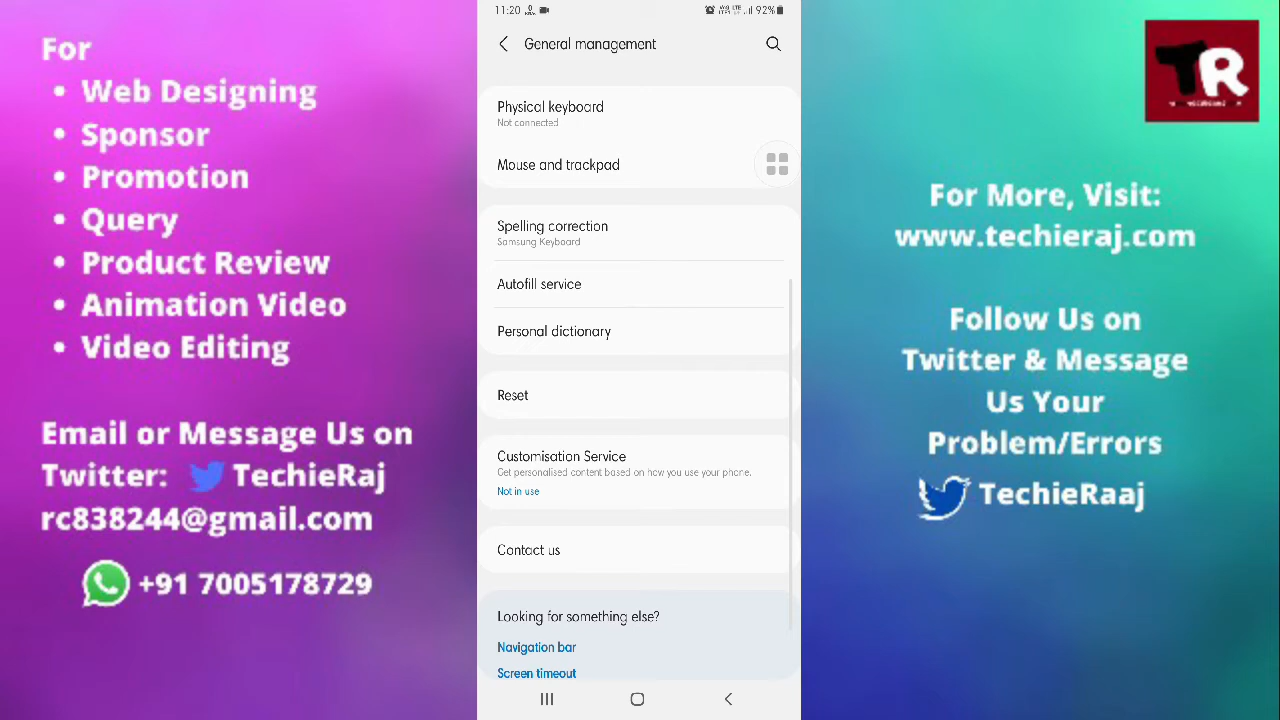 For
• Web Designing
• Sponsor
• Promotion
• Query
• Product Review
• Animation Video
• Video Editing
Email or Message Us on
Twitter: TechieRaj
rc838244@gmail.com
+91 7005178729
11:20
92%
General management
Physical keyboard
Not connected
Mouse and trackpad
Spelling correction
Samsung Keyboard
Autofill service
Personal dictionary
Reset
Customisation Service
Get personalised content based on how you use your phone.
Not in use
Contact us
Looking for something else?
Navigation bar
Screen timeout
TR
For More, Visit:
www.techieraj.com
Follow Us on
Twitter & Message
Us Your
Problem/Errors
TechieRaaj